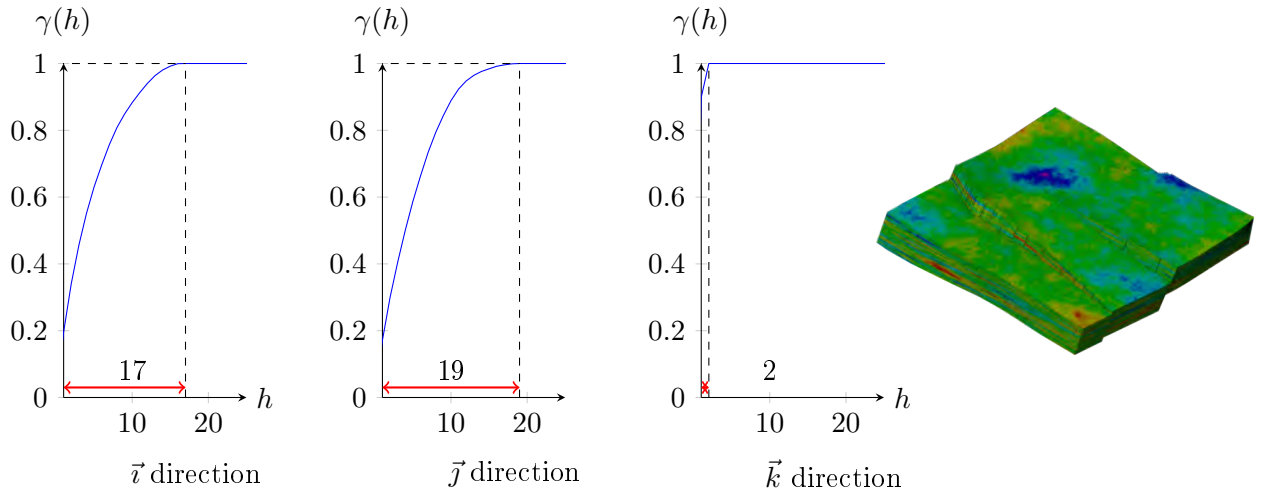 γ(h) γ(h) γ(h)
1 1 1
0.8 0.8 0.8
0.6 0.6 0.6
0.4 0.4 0.4
0.2 0.2 0.2
17 19 2
0 h 0 0 h
10 20 10 20 10 20
𝚤⃗ direction 𝚥⃗ direction k⃗ direction